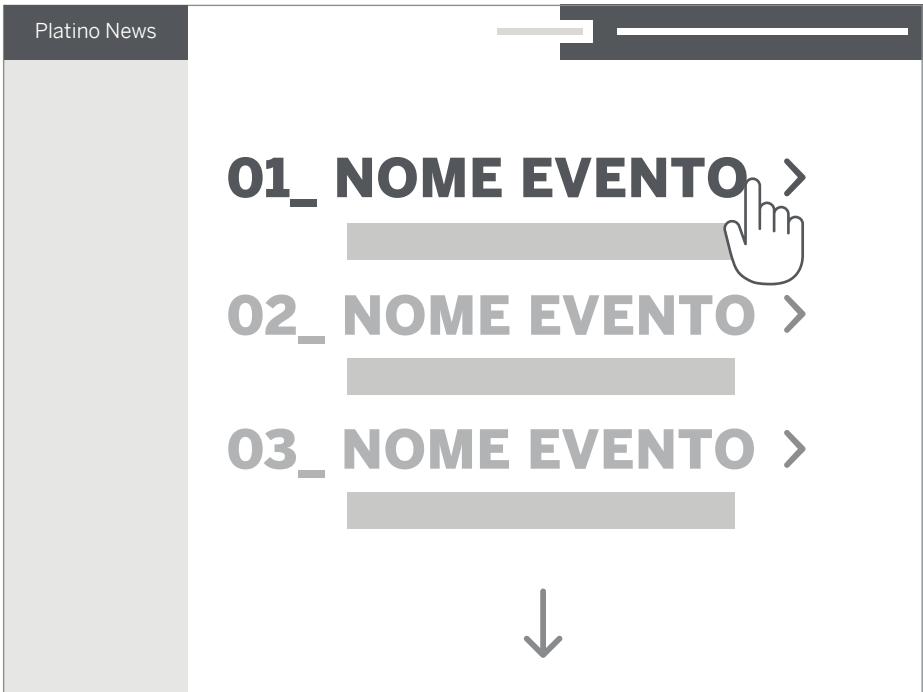 Platino News
01_ NOME EVENTO
02_ NOME EVENTO
03_ NOME EVENTO